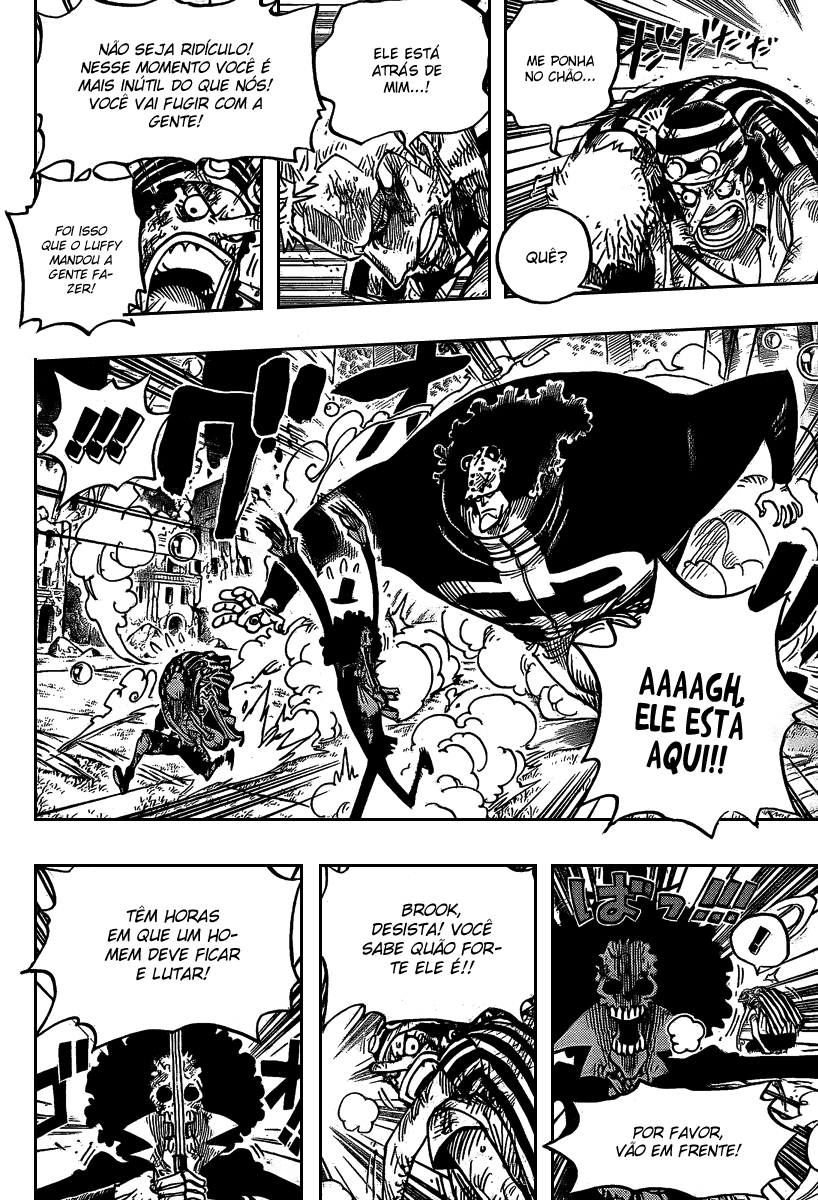 ME PONHA
NO CHÃO...
QUÊ?
ELE ESTÁ
ATRÁS DE
MIM...!
NÃO SEJA RIDÍCULO!
NESSE MOMENTO VOCÊ É
MAIS INÚTIL DO QUE NÓS!
VOCÊ VAI FUGIR COM A
GENTE!
FOI ISSO
QUE O LUFFY
MANDOU A
GENTE FA-
ZER!
!!!!
AAAAGH,
ELE ESTÁ
AQUI!!
ばっ!!!
!
POR FAVOR,
VÃO EM FRENTE!
BROOK,
DESISTA! VOCÊ
SABE QUÃO FOR-
TE ELE É!!
TÊM HORAS
EM QUE UM HO-
MEM DEVE FICAR
E LUTAR!